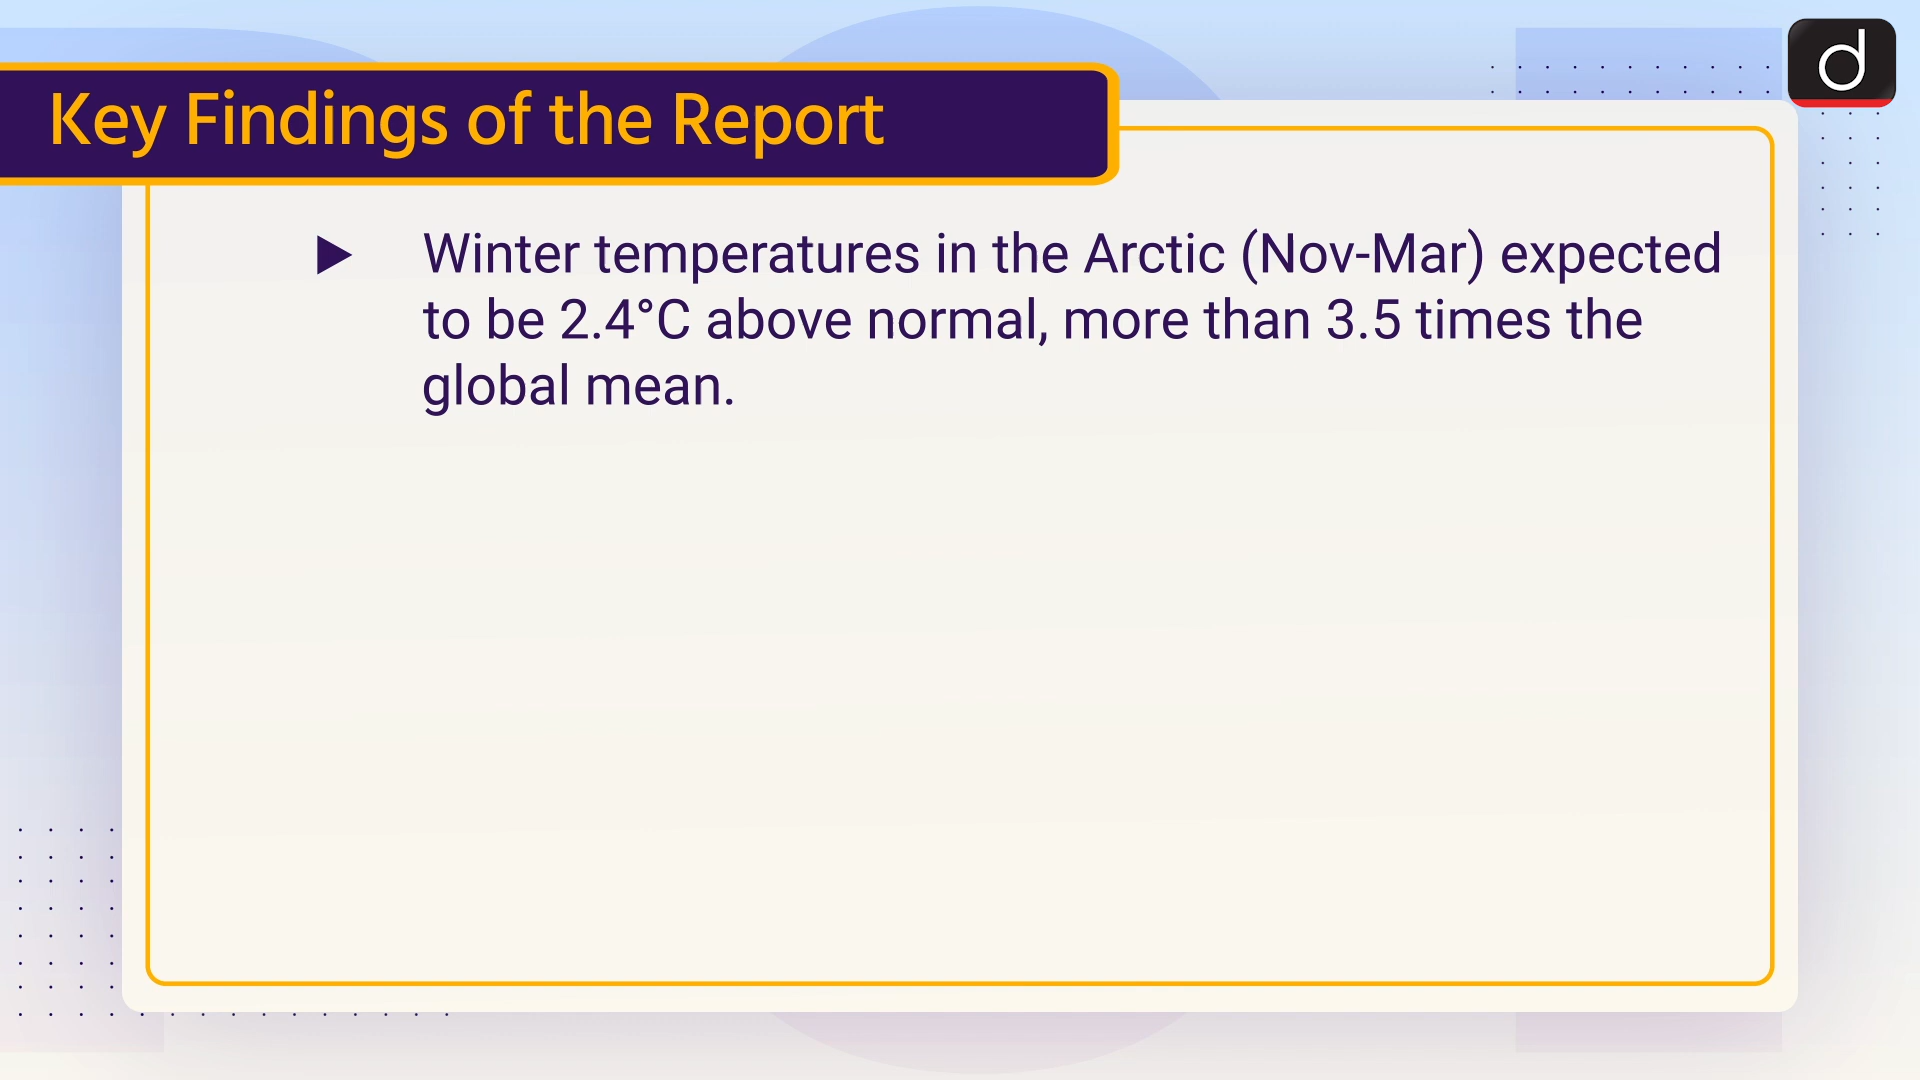 Key Findings of the Report
Winter temperatures in the Arctic (Nov-Mar) expected
to be 2.4°C above normal, more than 3.5 times the
global mean.
d